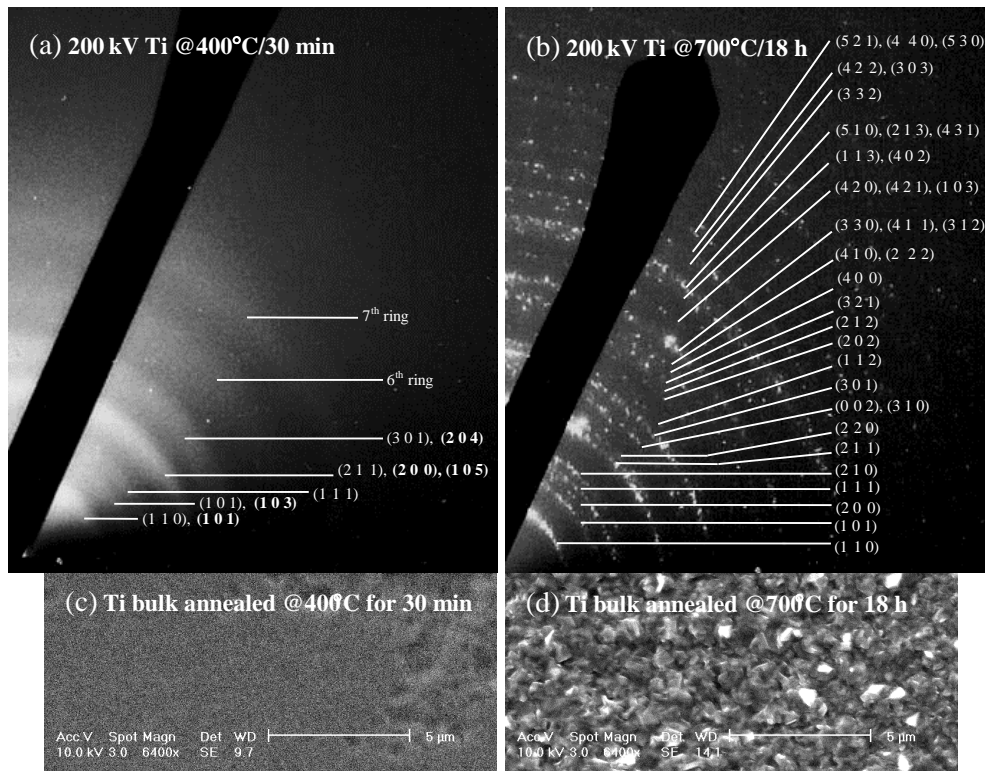 (a) 200 kV Ti @400°C/30 min
7th ring
6th ring
(3 0 1), (2 0 4)
(2 1 1), (2 0 0), (1 0 5)
(1 1 1)
(1 0 1), (1 0 3)
(1 1 0), (1 0 1)
(b) 200 kV Ti @700°C/18 h
(5 2 1), (4 4 0), (5 3 0)
(4 2 2), (3 0 3)
(3 3 2)
(5 1 0), (2 1 3), (4 3 1)
(1 1 3), (4 0 2)
(4 2 0), (4 2 1), (1 0 3)
(3 3 0), (4 1 1), (3 1 2)
(4 1 0), (2 2 2)
(4 0 0)
(3 2 1)
(2 1 2)
(2 0 2)
(1 1 2)
(3 0 1)
(0 0 2), (3 1 0)
(2 2 0)
(2 1 1)
(2 1 0)
(1 1 1)
(2 0 0)
(1 0 1)
(1 1 0)
(c) Ti bulk annealed @400°C for 30 min
Acc.V Spot Magn Det WD
10.0 kV 3.0 6400x SE 9.7
5 µm
(d) Ti bulk annealed @700°C for 18 h
Acc.V Spot Magn Det WD
10.0 kV 3.0 6400x SE 14.1
5 µm